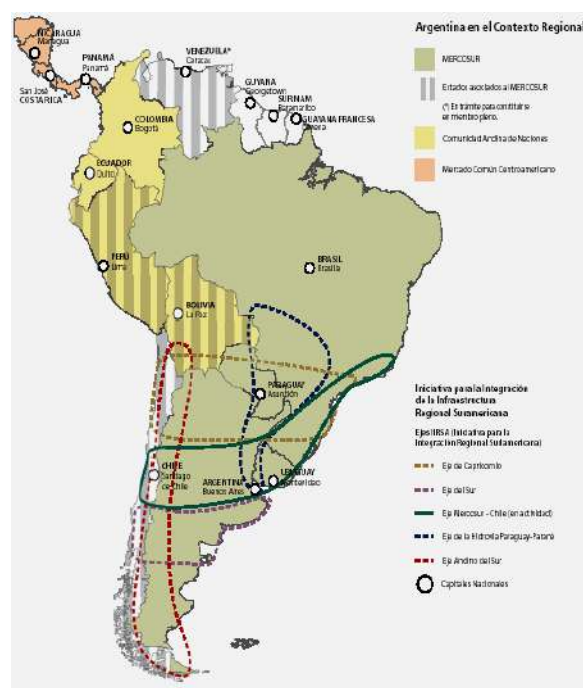 Argentina en el Contexto Regional
MERCOSUR
Estados asociados al MERCOSUR
(*) En trámite para constituirse
en miembro pleno.
Comunidad Andina de Naciones
Mercado Común Centroamericano
NICARAGUA
Managua
PANAMÁ
Panamá
San José
COSTA RICA
VENEZUELA*
Caracas
GUYANA
Georgetown
SURINAM
Paramaribo
GUAYANA FRANCESA
COLOMBIA
Bogotá
ECUADOR
Quito
PERÚ
Lima
BRASIL
Brasilia
BOLIVIA
La Paz
PARAGUAY
Asunción
CHILE
Santiago
de Chile
ARGENTINA
Buenos Aires
URUGUAY
Montevideo
Iniciativa para la Integración
de la Infraestructura
Regional Suramericana
Ejes IIRSA (Iniciativa para la
Integración Regional Sudamericana)
Eje de Capricornio
Eje del Sur
Eje Mercosur - Chile (en actividad)
Eje de la Hidrovía Paraguay-Paraná
Eje Andino del Sur
Capitales Nacionales